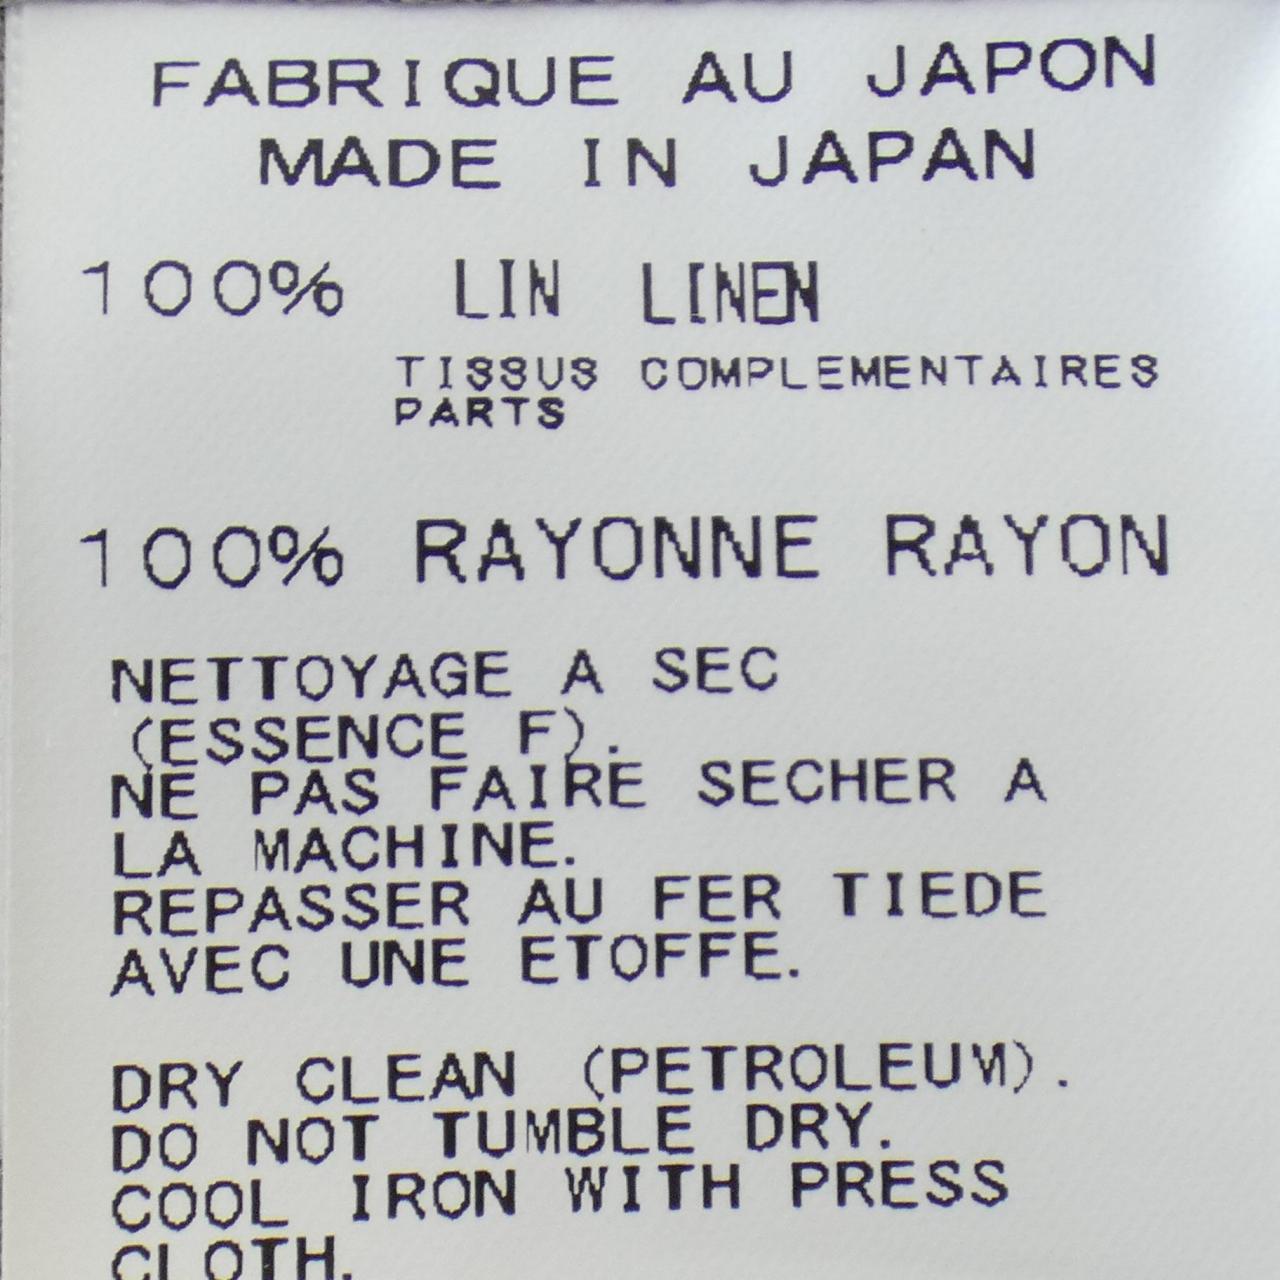 FABRIQUE AU JAPON
MADE IN JAPAN
100% LIN LINEN
TISSUS COMPLEMENTAIRES
PARTS
100% RAYONNE RAYON
NETTOYAGE A SEC
(ESSENCE F).
NE PAS FAIRE SECHER A
LA MACHINE.
REPASSER AU FER TIEDE
AVEC UNE ETOFFE.
DRY CLEAN (PETROLEUM).
DO NOT TUMBLE DRY.
COOL IRON WITH PRESS
CLOTH.